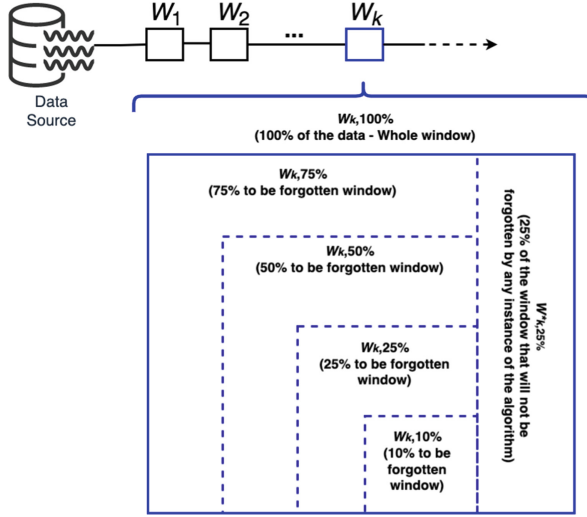 W1 W2 ... Wk
Data
Source
Wk,100%
(100% of the data - Whole window)
Wk,75%
(75% to be forgotten window)
Wk,50%
(50% to be forgotten window)
Wk,25%
(25% to be forgotten
window)
Wk,10%
(10% to be
forgotten
window)
W*k,25%
(25% of the window that will not be
forgotten by any instance of the algorithm)